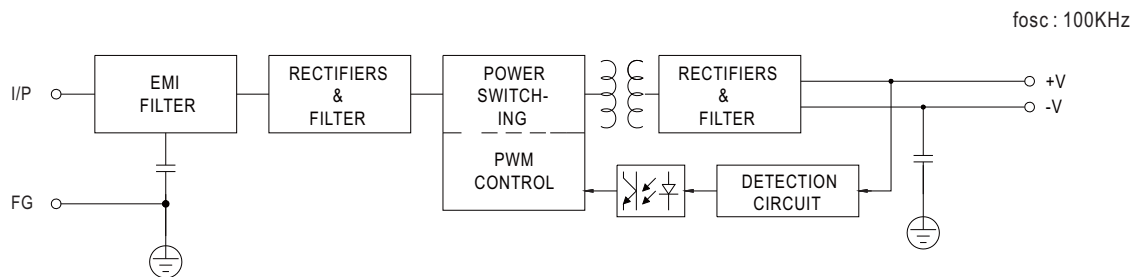 fosc : 100KHz
I/P
EMI
FILTER
RECTIFIERS
&
FILTER
POWER
SWITCH-
ING
PWM
CONTROL
RECTIFIERS
&
FILTER
+V
-V
DETECTION
CIRCUIT
FG